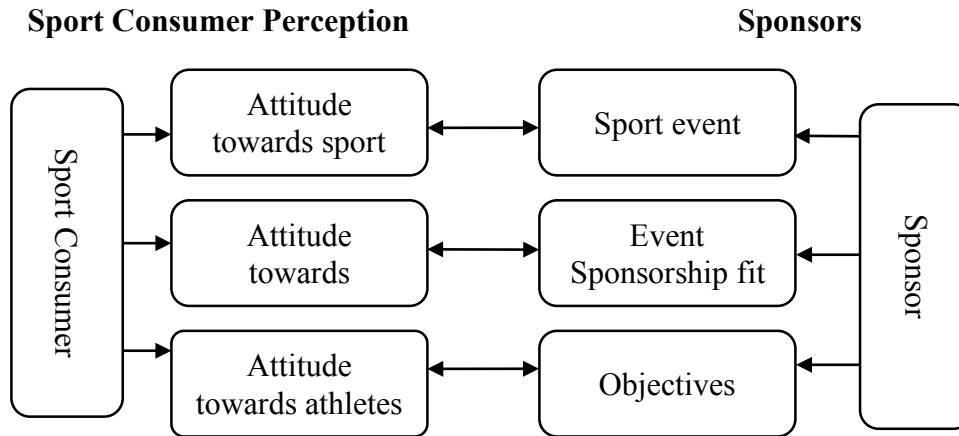 Sport Consumer Perception
Sponsors
Sport Consumer
Attitude
towards sport
Sport event
Attitude
towards
Event
Sponsorship fit
Attitude
towards athletes
Objectives
Sponsor